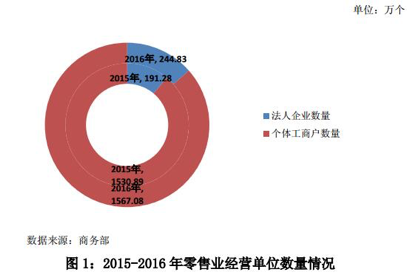 单位：万个
2016年, 244.83
2015年, 191.28
法人企业数量
个体工商户数量
2015年,
1530.89
2016年,
1567.08
数据来源：商务部
图 1：2015-2016 年零售业经营单位数量情况